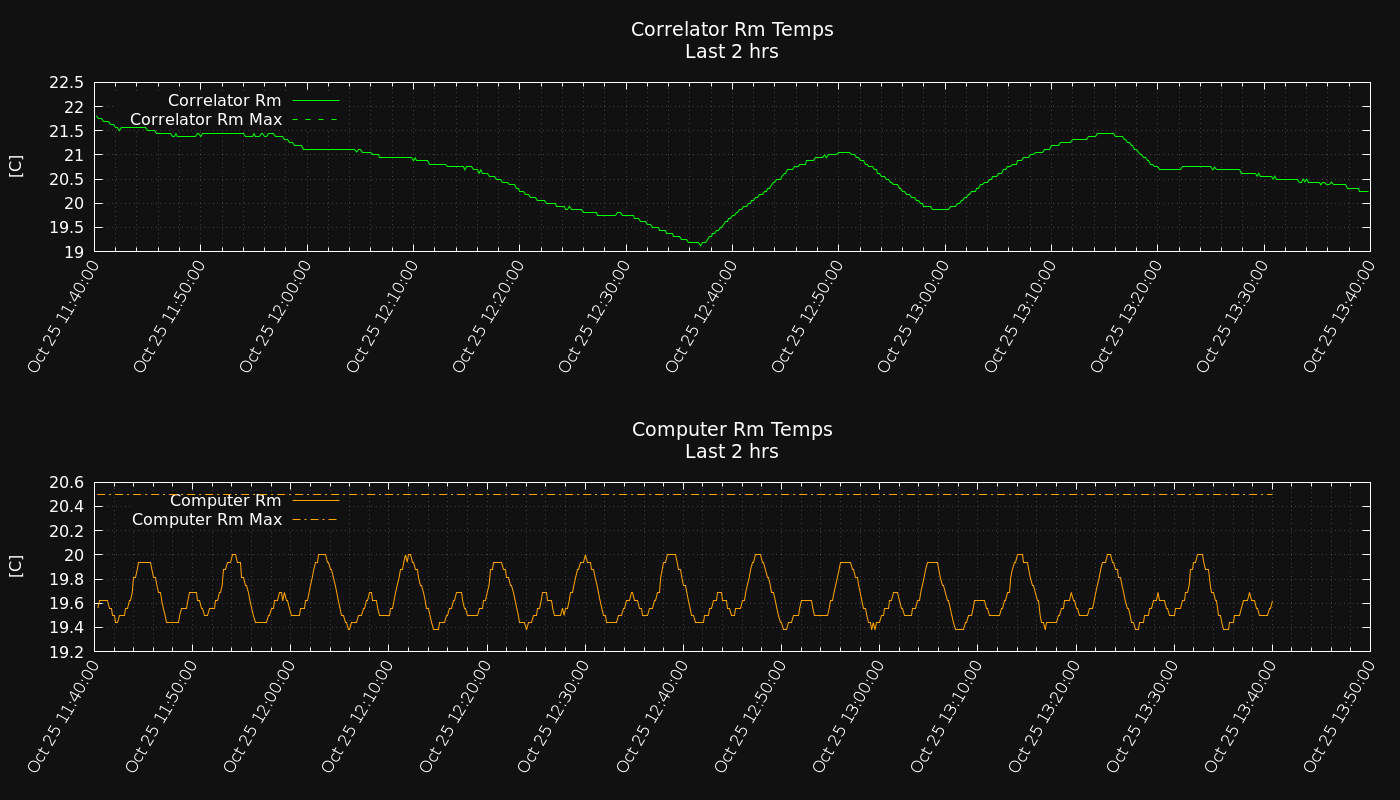 Correlator Rm Temps
Last 2 hrs
22.5
22
21.5
21
20.5
20
19.5
19
[C]
Correlator Rm
Correlator Rm Max
Oct 25 11:40:00
Oct 25 11:50:00
Oct 25 12:00:00
Oct 25 12:10:00
Oct 25 12:20:00
Oct 25 12:30:00
Oct 25 12:40:00
Oct 25 12:50:00
Oct 25 13:00:00
Oct 25 13:10:00
Oct 25 13:20:00
Oct 25 13:30:00
Oct 25 13:40:00
Computer Rm Temps
Last 2 hrs
20.6
20.4
20.2
20
19.8
19.6
19.4
19.2
[C]
Computer Rm
Computer Rm Max
Oct 25 11:40:00
Oct 25 11:50:00
Oct 25 12:00:00
Oct 25 12:10:00
Oct 25 12:20:00
Oct 25 12:30:00
Oct 25 12:40:00
Oct 25 12:50:00
Oct 25 13:00:00
Oct 25 13:10:00
Oct 25 13:20:00
Oct 25 13:30:00
Oct 25 13:40:00
Oct 25 13:50:00